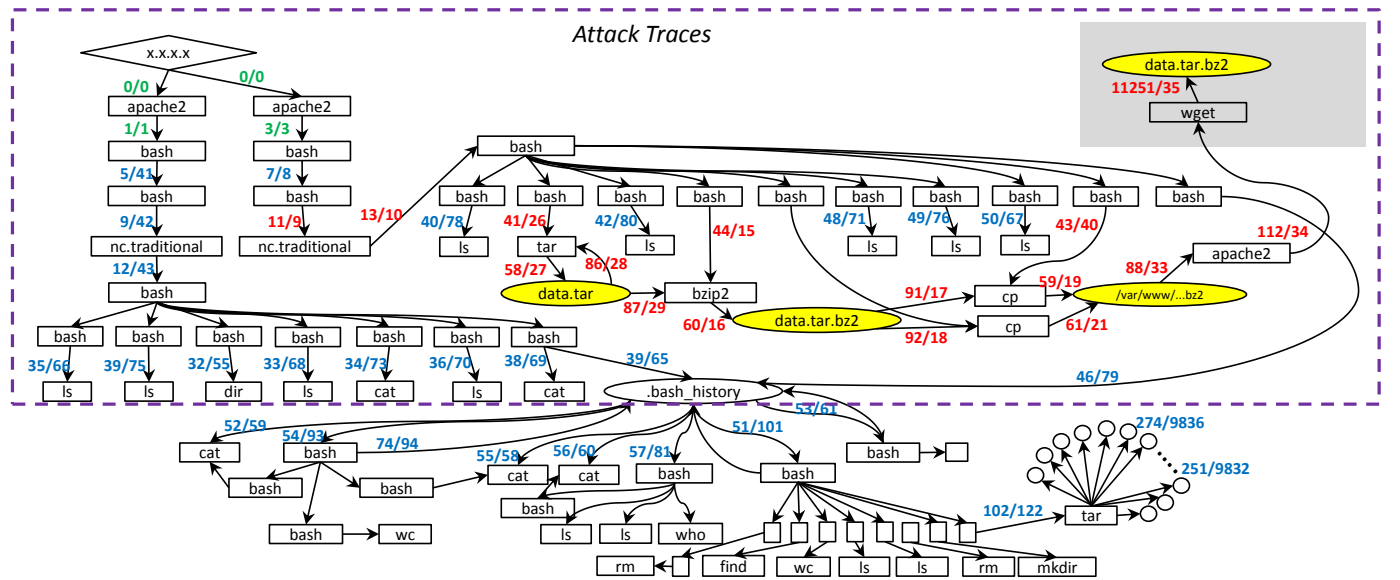 Attack Traces
x.x.x.x
data.tar.bz2
0/0
0/0
11251/35
apache2
apache2
wget
1/1
3/3
bash
bash
bash
5/41
7/8
bash
bash
bash
bash
bash
bash
bash
bash
bash
bash
bash
bash
9/42
11/9
13/10
40/78
41/26
42/80
44/15
48/71
49/76
50/67
43/40
112/34
nc.traditional
nc.traditional
ls
tar
ls
ls
ls
ls
apache2
12/43
58/27
86/28
88/33
59/19
91/17
bash
data.tar
bzip2
cp
/var/www/...bz2
87/29
60/16
data.tar.bz2
cp
61/21
92/18
bash
bash
bash
bash
bash
bash
bash
35/66
39/75
32/55
33/68
34/73
36/70
38/69
39/65
46/79
ls
ls
dir
ls
cat
ls
cat
.bash_history
52/59
54/93
74/94
55/58
56/60
57/81
51/101
53/61
274/9836
cat
bash
cat
cat
bash
bash
bash
251/9832
bash
bash
bash
102/122
tar
bash
wc
ls
ls
who
rm
find
wc
ls
ls
rm
mkdir